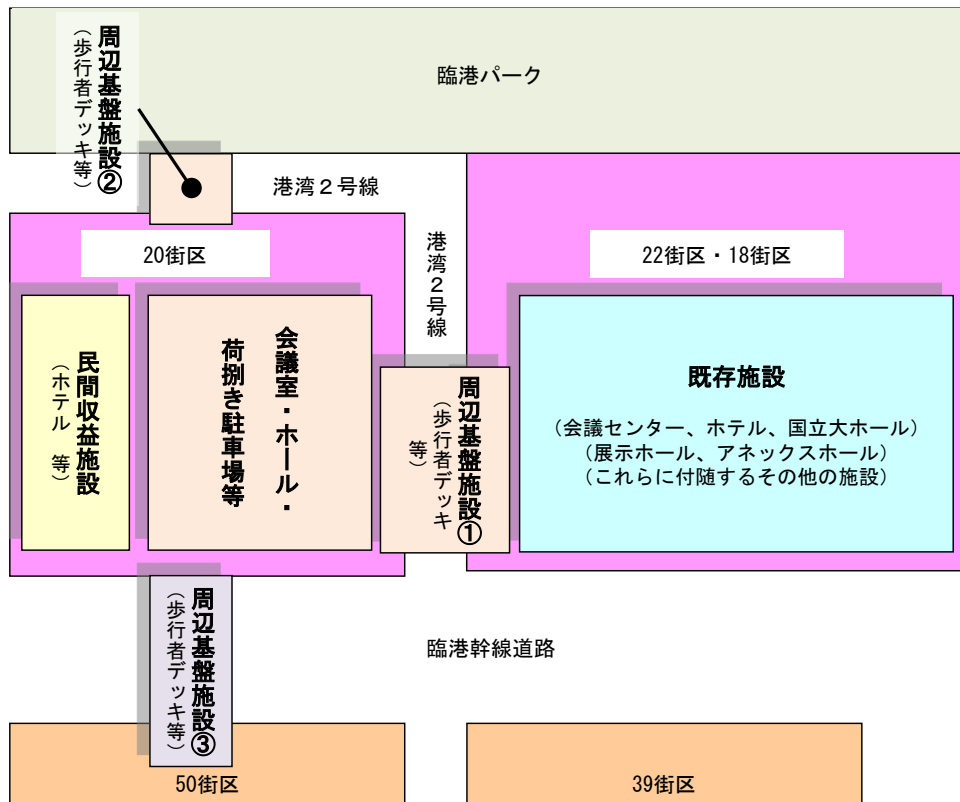 臨港パーク
周辺基盤施設②
（歩行者デッキ等）
港湾２号線
港湾２号線
20街区
22街区・18街区
民間収益施設
（ホテル 等）
会議室・ホール・
荷捌き駐車場等
周辺基盤施設①
（歩行者デッキ
等）
既存施設
（会議センター、ホテル、国立大ホール）
（展示ホール、アネックスホール）
（これらに付随するその他の施設）
周辺基盤施設③
（歩行者デッキ等）
臨港幹線道路
50街区
39街区